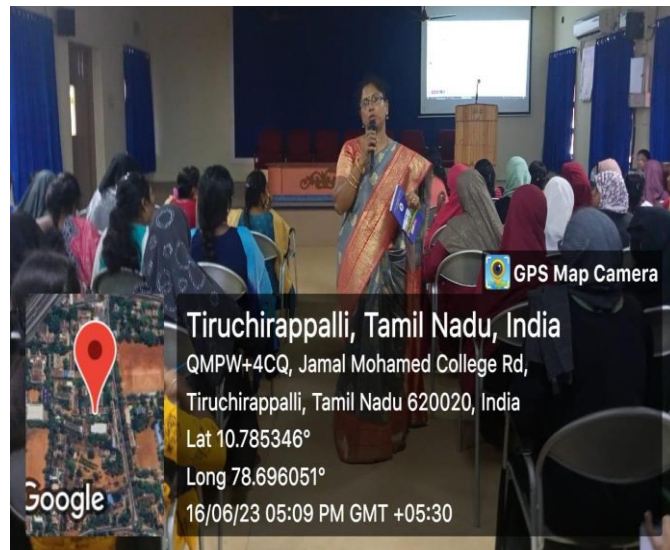 GPS Map Camera
Tiruchirappalli, Tamil Nadu, India
QMPW+4CQ, Jamal Mohamed College Rd,
Tiruchirappalli, Tamil Nadu 620020, India
Lat 10.785346°
Long 78.696051°
16/06/23 05:09 PM GMT +05:30
Google